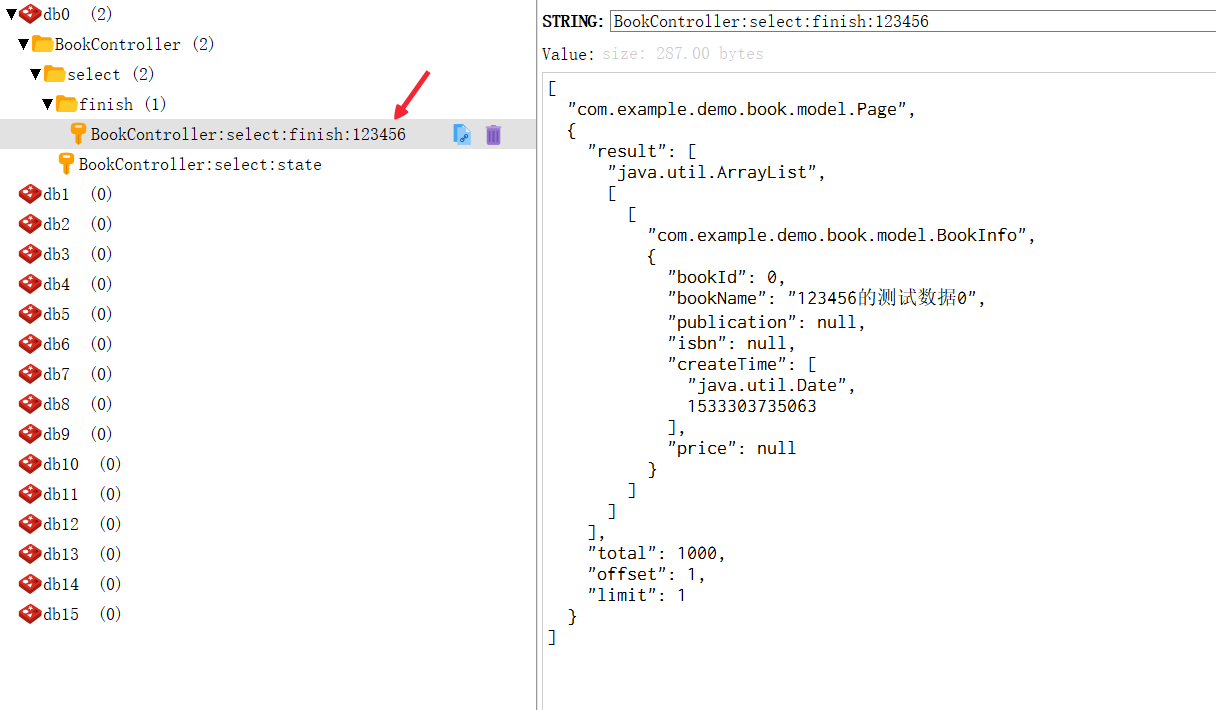 db0 (2)
BookController (2)
select (2)
finish (1)
BookController:select:finish:123456
BookController:select:state
db1 (0)
db2 (0)
db3 (0)
db4 (0)
db5 (0)
db6 (0)
db7 (0)
db8 (0)
db9 (0)
db10 (0)
db11 (0)
db12 (0)
db13 (0)
db14 (0)
db15 (0)
STRING: BookController:select:finish:123456
Value: size: 287.00 bytes
[
  "com.example.demo.book.model.Page",
  {
    "result": [
      "java.util.ArrayList",
      [
        [
          "com.example.demo.book.model.BookInfo",
          {
            "bookId": 0,
            "bookName": "123456的测试数据0",
            "publication": null,
            "isbn": null,
            "createTime": [
              "java.util.Date",
              1533303735063
            ],
            "price": null
          }
        ]
      ]
    ],
    "total": 1000,
    "offset": 1,
    "limit": 1
  }
]